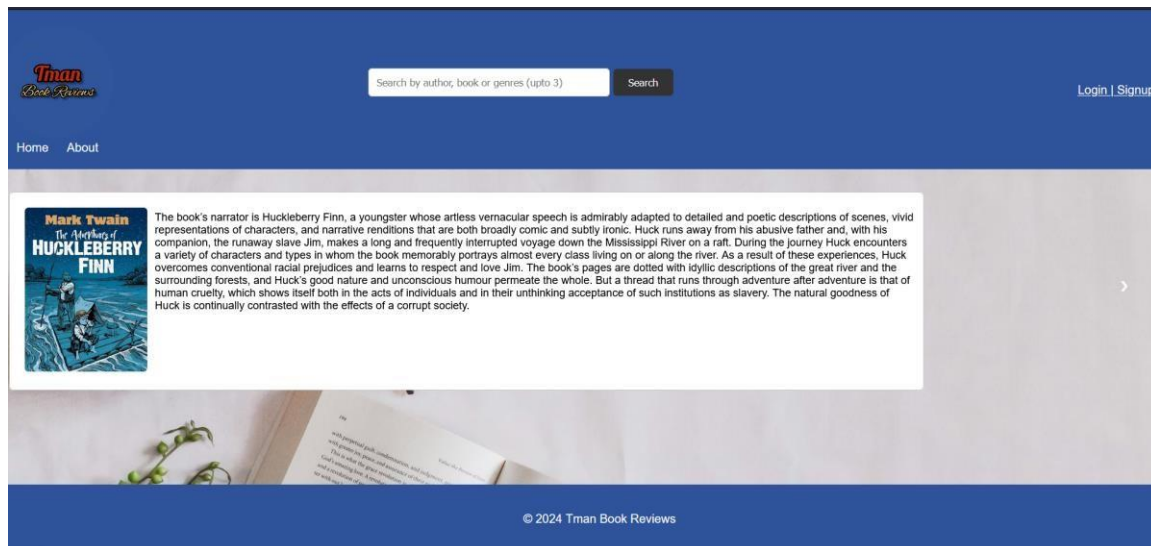 Tman
Book Reviews
Search by author, book or genres (upto 3)
Search
Login | Signup
Home
About
Mark Twain
The Adventures of
HUCKLEBERRY
FINN
The book's narrator is Huckleberry Finn, a youngster whose artless vernacular speech is admirably adapted to detailed and poetic descriptions of scenes, vivid
representations of characters, and narrative renditions that are both broadly comic and subtly ironic. Huck runs away from his abusive father and, with his
companion, the runaway slave Jim, makes a long and frequently interrupted voyage down the Mississippi River on a raft. During the journey Huck encounters
a variety of characters and types in whom the book memorably portrays almost every class living on or along the river. As a result of these experiences, Huck
overcomes conventional racial prejudices and learns to respect and love Jim. The book's pages are dotted with idyllic descriptions of the great river and the
surrounding forests, and Huck's good nature and unconscious humour permeate the whole. But a thread that runs through adventure after adventure is that of
human cruelty, which shows itself both in the acts of individuals and in their unthinking acceptance of such institutions as slavery. The natural goodness of
Huck is continually contrasted with the effects of a corrupt society.
© 2024 Tman Book Reviews